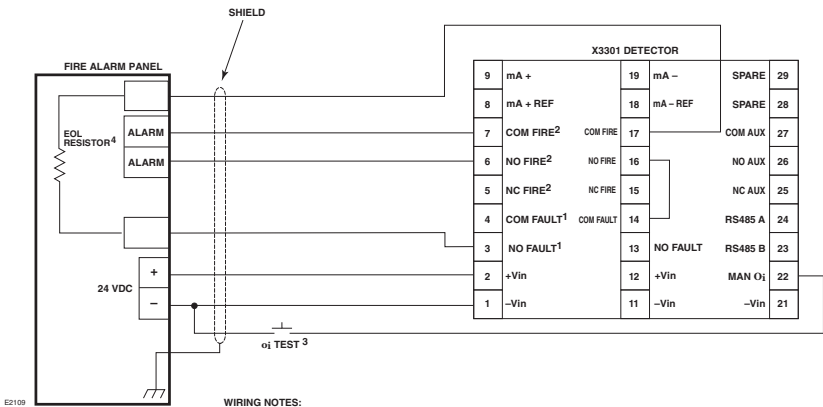 SHIELD
X3301 DETECTOR
FIRE ALARM PANEL
EOL
RESISTOR4
ALARM
ALARM
24 VDC
+
–
9 mA + 19 mA – SPARE 29
8 mA + REF 18 mA – REF SPARE 28
7 COM FIRE2 COM FIRE 17 COM AUX 27
6 NO FIRE2 NO FIRE 16 NO AUX 26
5 NC FIRE2 NC FIRE 15 NC AUX 25
4 COM FAULT1 COM FAULT 14 RS485 A 24
3 NO FAULT1 13 NO FAULT RS485 B 23
2 +Vin 12 +Vin MAN Oi 22
1 –Vin 11 –Vin –Vin 21
oi TEST 3
E2109
WIRING NOTES: